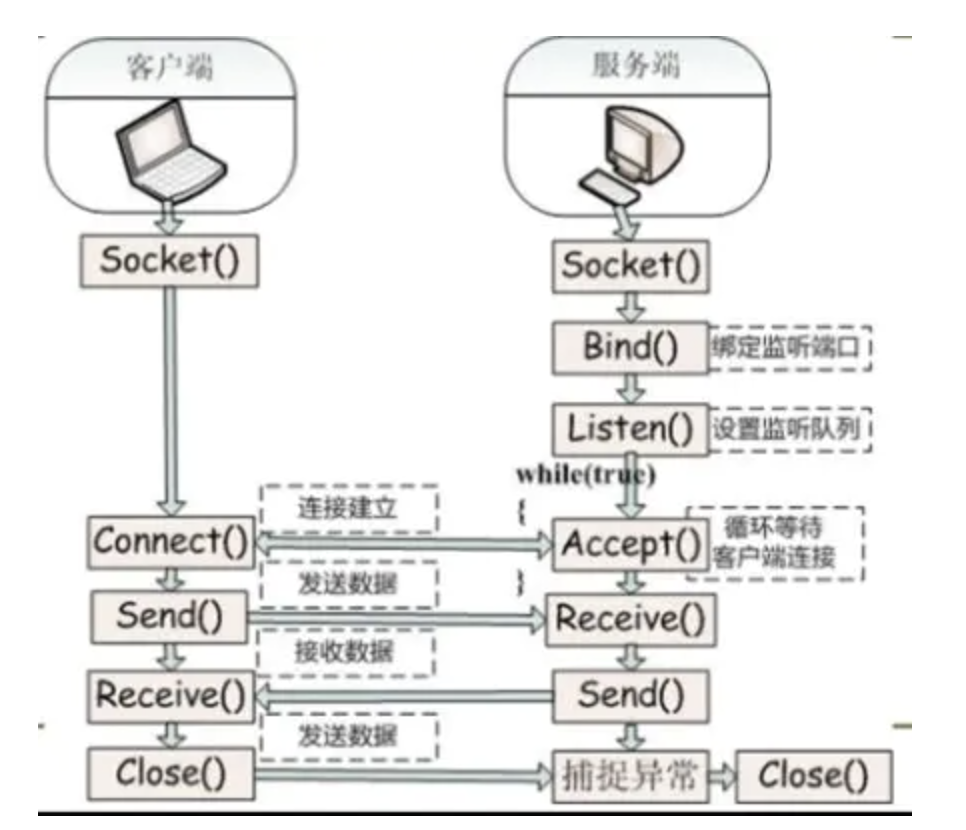 客户端
服务端
Socket()
Socket()
Bind()
绑定监听端口
Listen()
设置监听队列
while(true)
{
连接建立
Connect()
Accept()
循环等待
客户端连接
}
发送数据
Send()
Receive()
接收数据
Receive()
Send()
发送数据
Close()
捕捉异常
Close()